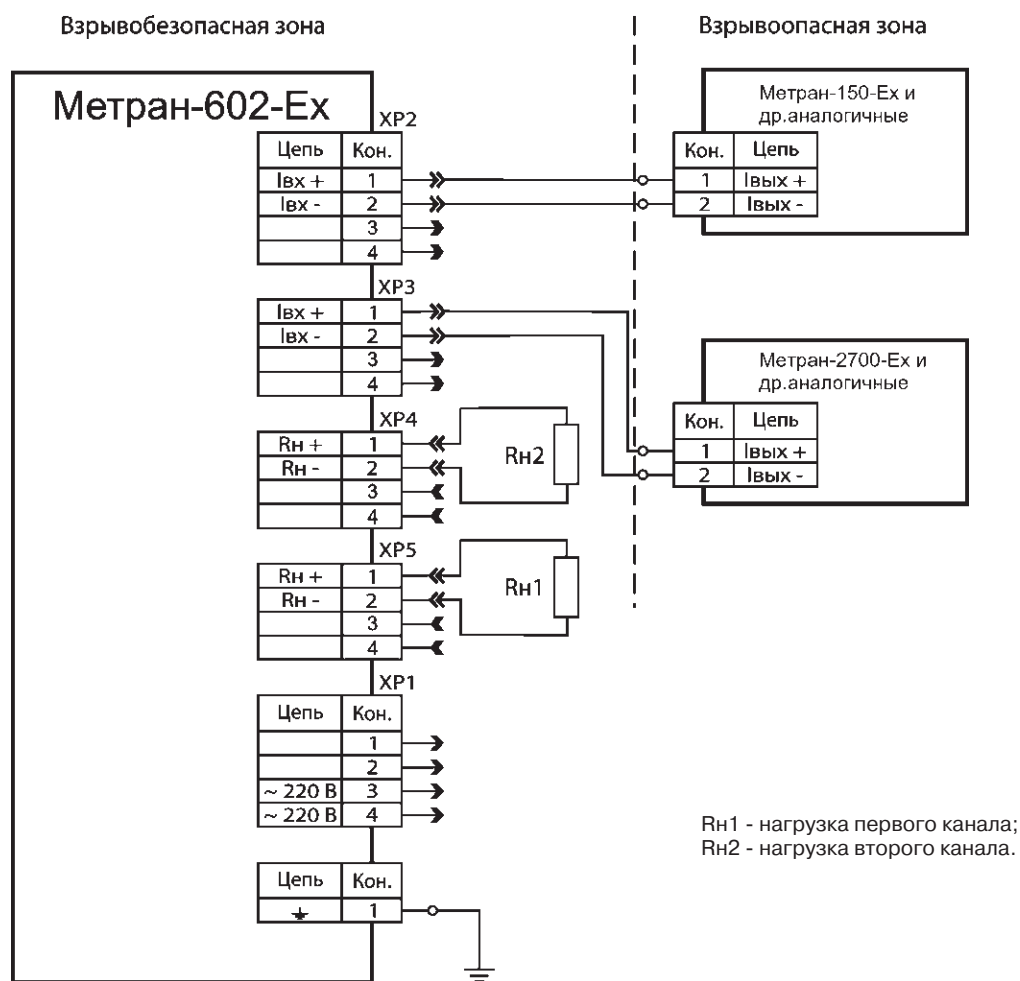 Взрывобезопасная зона
Взрывоопасная зона
Метран-602-Ex
XP2
Цепь Кон.
Iвх + 1
Iвх - 2
3
4
XP3
Iвх + 1
Iвх - 2
3
4
XP4
Rн + 1
Rн - 2
3
4
Rн2
XP5
Rн + 1
Rн - 2
3
4
Rн1
XP1
Цепь Кон.
1
2
~ 220 В 3
~ 220 В 4
Цепь Кон.
1
Метран-150-Ex и
др.аналогичные
Кон. Цепь
1 Iвых +
2 Iвых -
Метран-2700-Ex и
др.аналогичные
Кон. Цепь
1 Iвых +
2 Iвых -
Rн1 - нагрузка первого канала;
Rн2 - нагрузка второго канала.